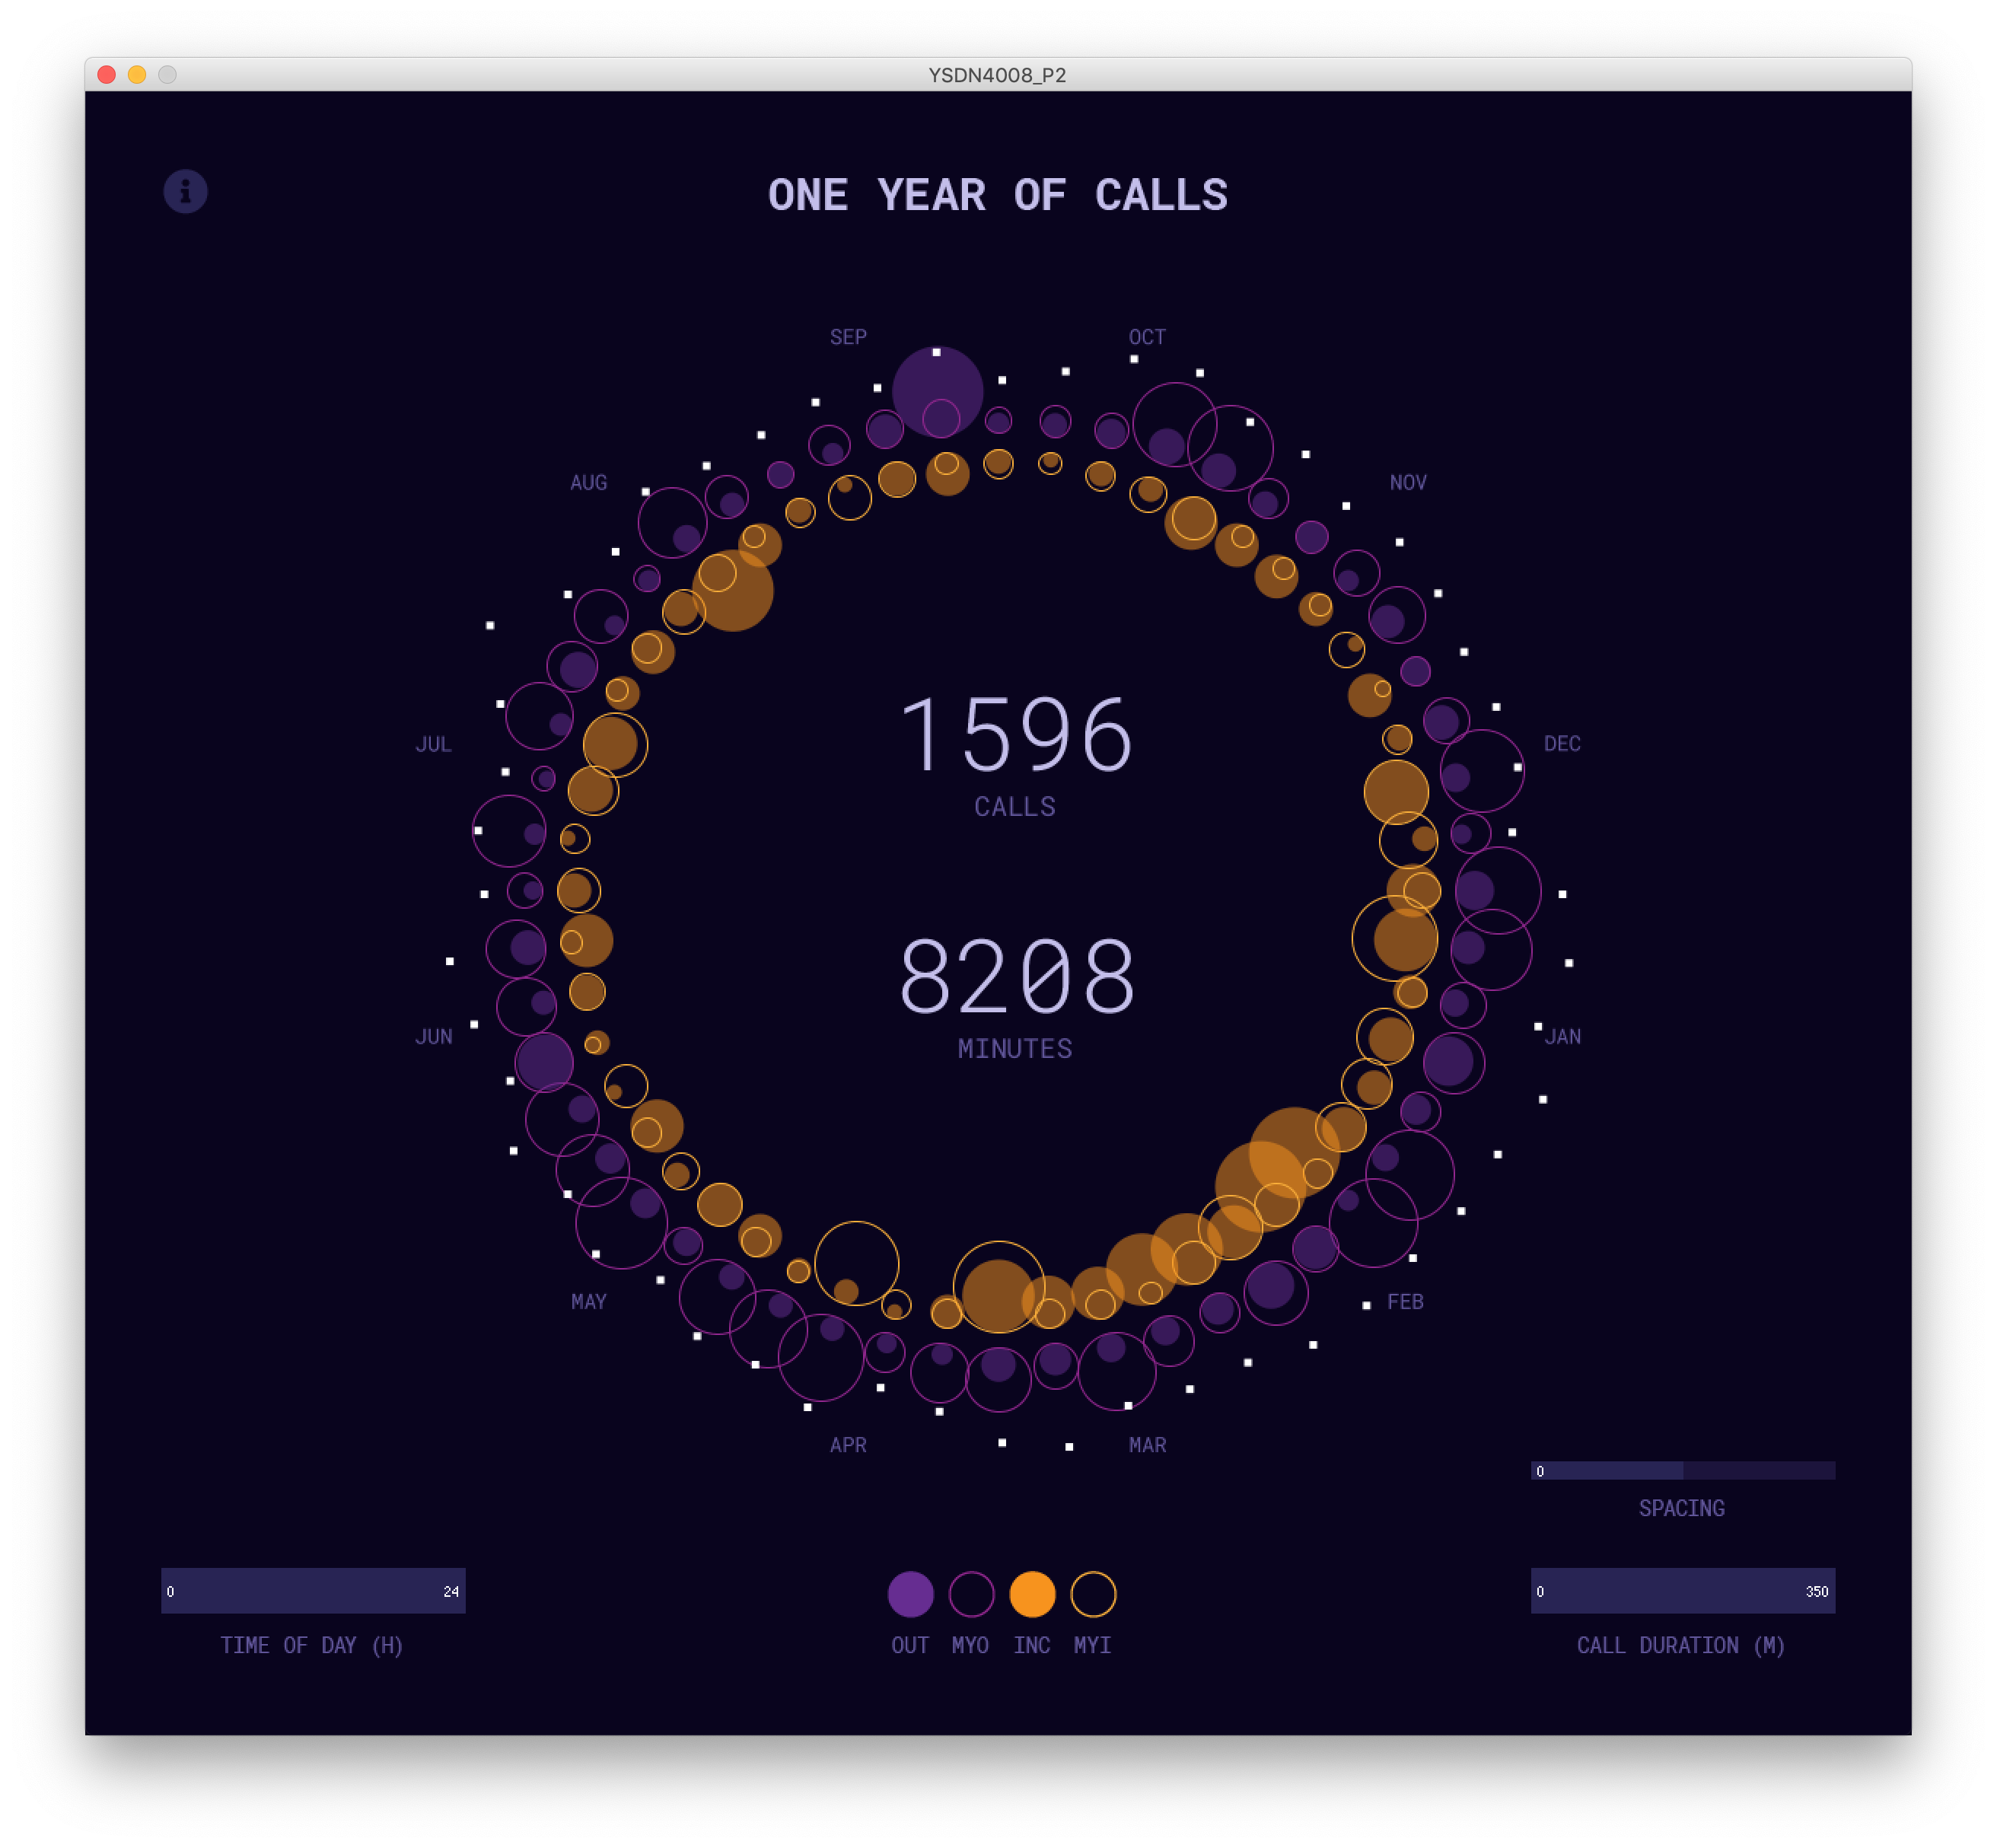 YSDN4008_P2
i
ONE YEAR OF CALLS
SEP
OCT
AUG
NOV
1596
CALLS
JUL
DEC
8208
MINUTES
JUN
JAN
MAY
FEB
APR
MAR
0
SPACING
0 24
TIME OF DAY (H)
OUT MYO INC MYI
0 350
CALL DURATION (M)